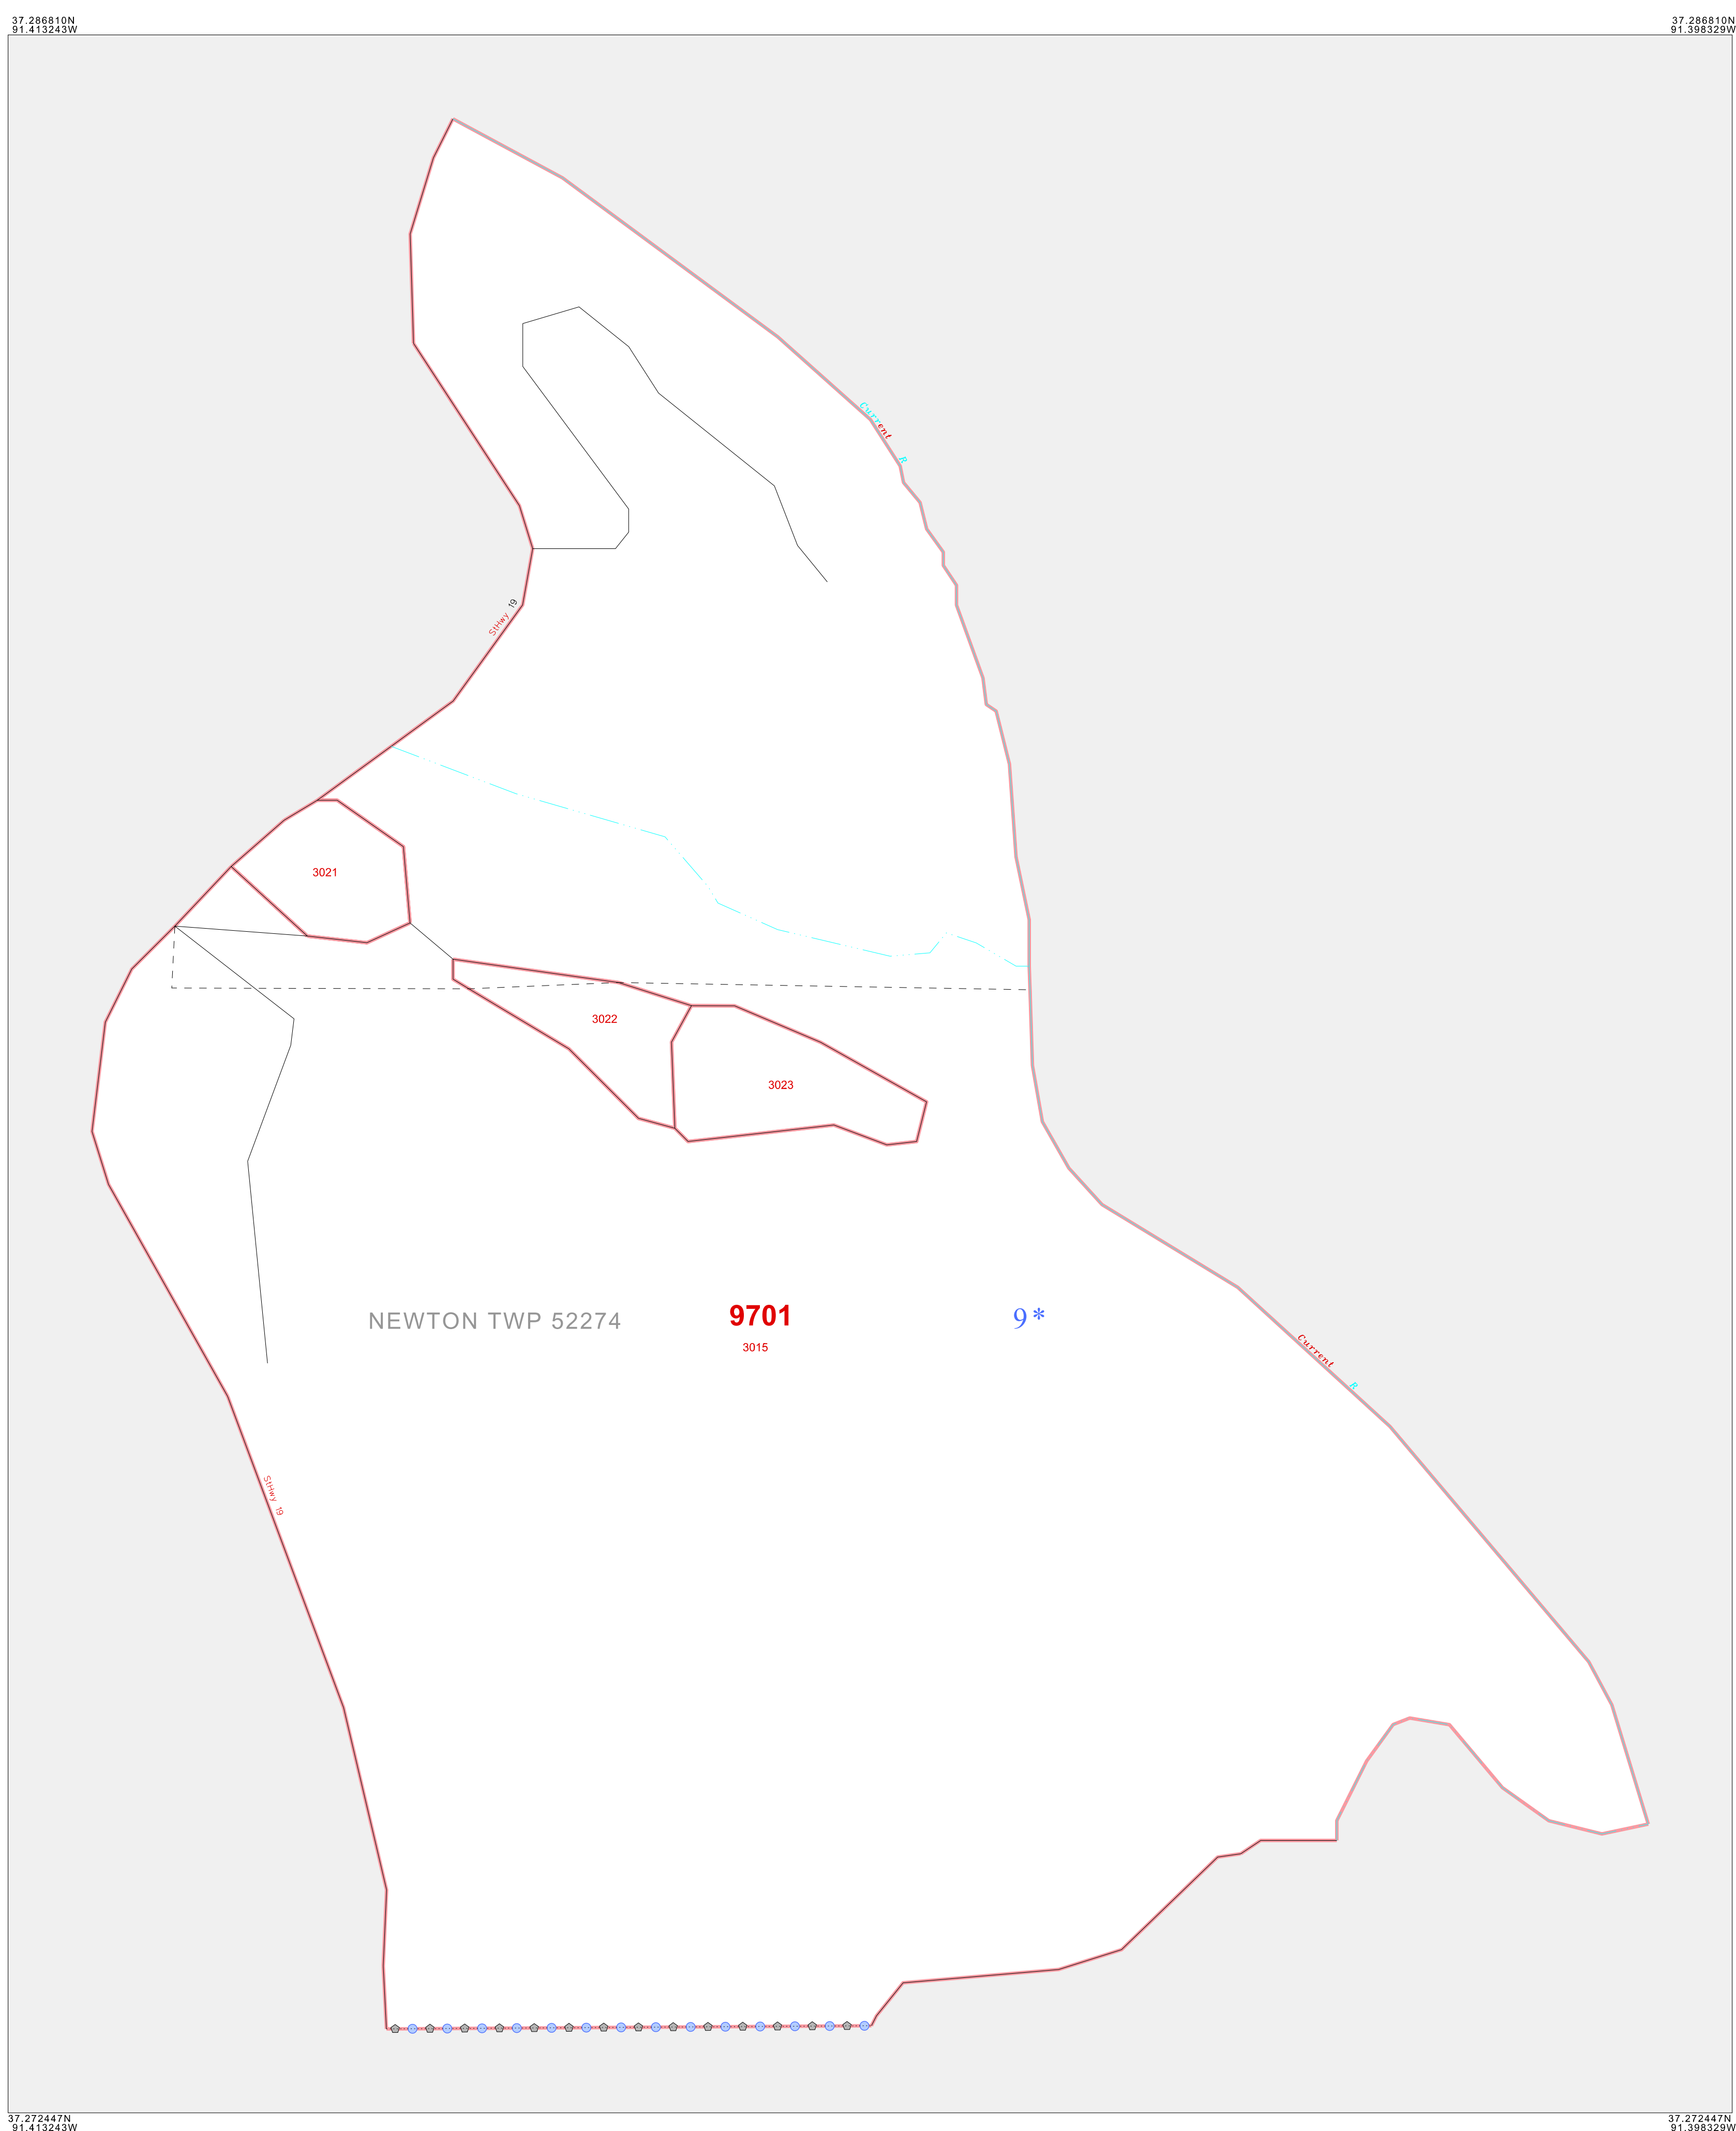 37.286810N
91.413243W
37.286810N
91.398329W
Current R
StHwy 19
3021
3022
3023
NEWTON TWP 52274
9701
9*
3015
Current R
StHwy 19
37.272447N
91.413243W
37.272447N
91.398329W